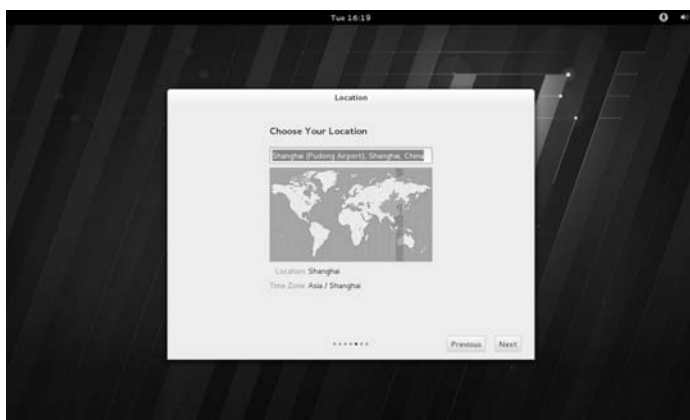 Tue 16:19
Location
Choose Your Location
Shanghai (Pudong Airport), Shanghai, China
Location Shanghai
Time Zone Asia / Shanghai
Previous Next